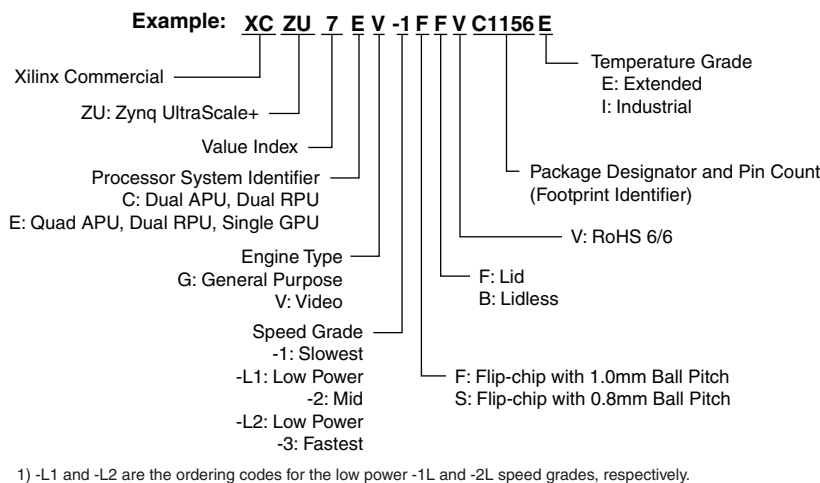 Example: XC ZU 7 E V -1 F F V C1156 E
Xilinx Commercial
ZU: Zynq UltraScale+
Value Index
Processor System Identifier
C: Dual APU, Dual RPU
E: Quad APU, Dual RPU, Single GPU
Engine Type
G: General Purpose
V: Video
Speed Grade
-1: Slowest
-L1: Low Power
-2: Mid
-L2: Low Power
-3: Fastest
Temperature Grade
E: Extended
I: Industrial
Package Designator and Pin Count
(Footprint Identifier)
V: RoHS 6/6
F: Lid
B: Lidless
F: Flip-chip with 1.0mm Ball Pitch
S: Flip-chip with 0.8mm Ball Pitch
1) -L1 and -L2 are the ordering codes for the low power -1L and -2L speed grades, respectively.